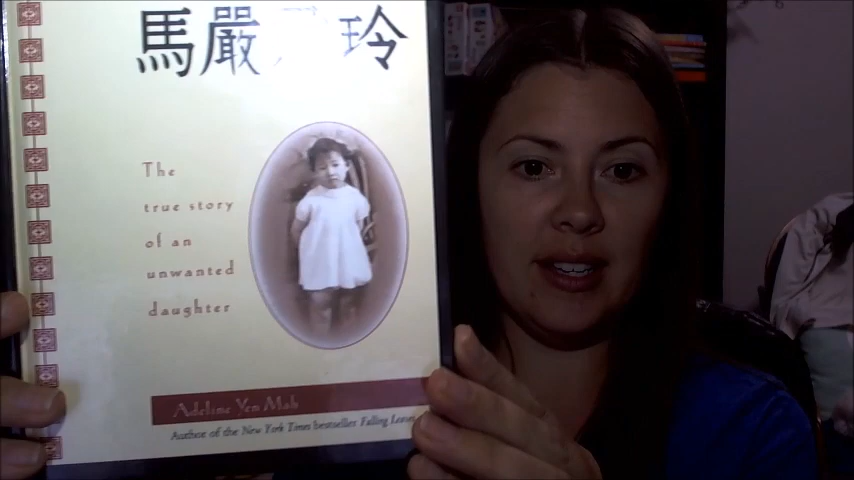 馬嚴 玲
The
true story
of an
unwanted
daughter
Adeline Yen Mah
Author of the New York Times bestseller Falling Leaves